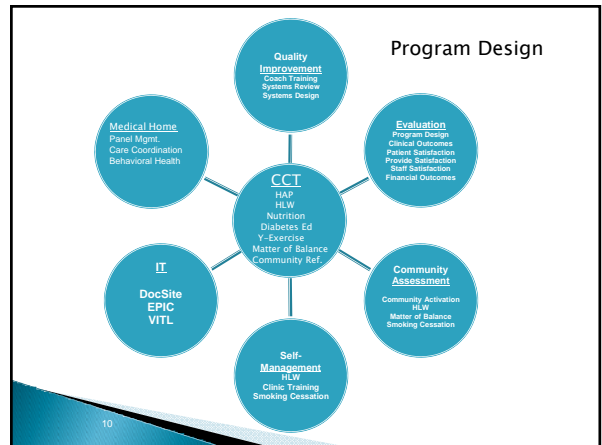 Program Design
Quality
Improvement
Coach Training
Systems Review
Systems Design
Medical Home
Panel Mgmt.
Care Coordination
Behavioral Health
Evaluation
Program Design
Clinical Outcomes
Patient Satisfaction
Provide Satisfaction
Staff Satisfaction
Financial Outcomes
CCT
HAP
HLW
Nutrition
Diabetes Ed
Y-Exercise
Matter of Balance
Community Ref.
IT
DocSite
EPIC
VITL
Community
Assessment
Community Activation
HLW
Matter of Balance
Smoking Cessation
Self-
Management
HLW
Clinic Training
Smoking Cessation
10